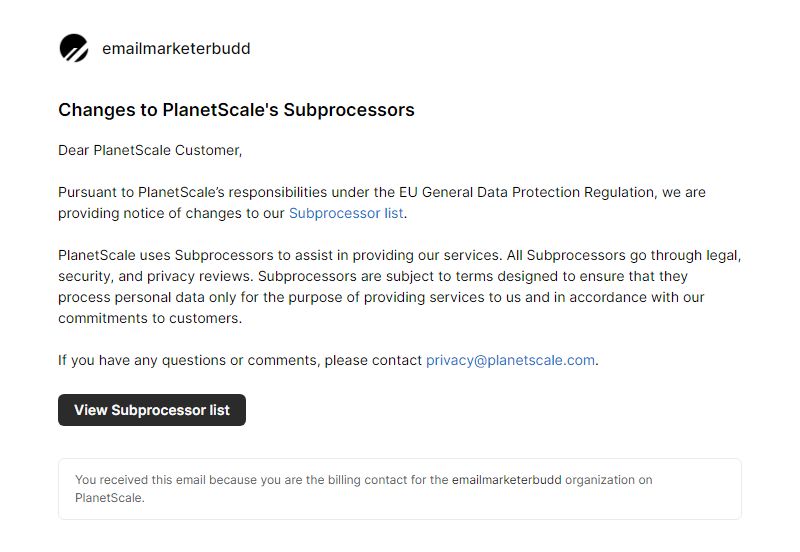 emailmarketerbudd
Changes to PlanetScale's Subprocessors
Dear PlanetScale Customer,
Pursuant to PlanetScale’s responsibilities under the EU General Data Protection Regulation, we are
providing notice of changes to our Subprocessor list.
PlanetScale uses Subprocessors to assist in providing our services. All Subprocessors go through legal,
security, and privacy reviews. Subprocessors are subject to terms designed to ensure that they
process personal data only for the purpose of providing services to us and in accordance with our
commitments to customers.
If you have any questions or comments, please contact privacy@planetscale.com.
View Subprocessor list
You received this email because you are the billing contact for the emailmarketerbudd organization on
PlanetScale.